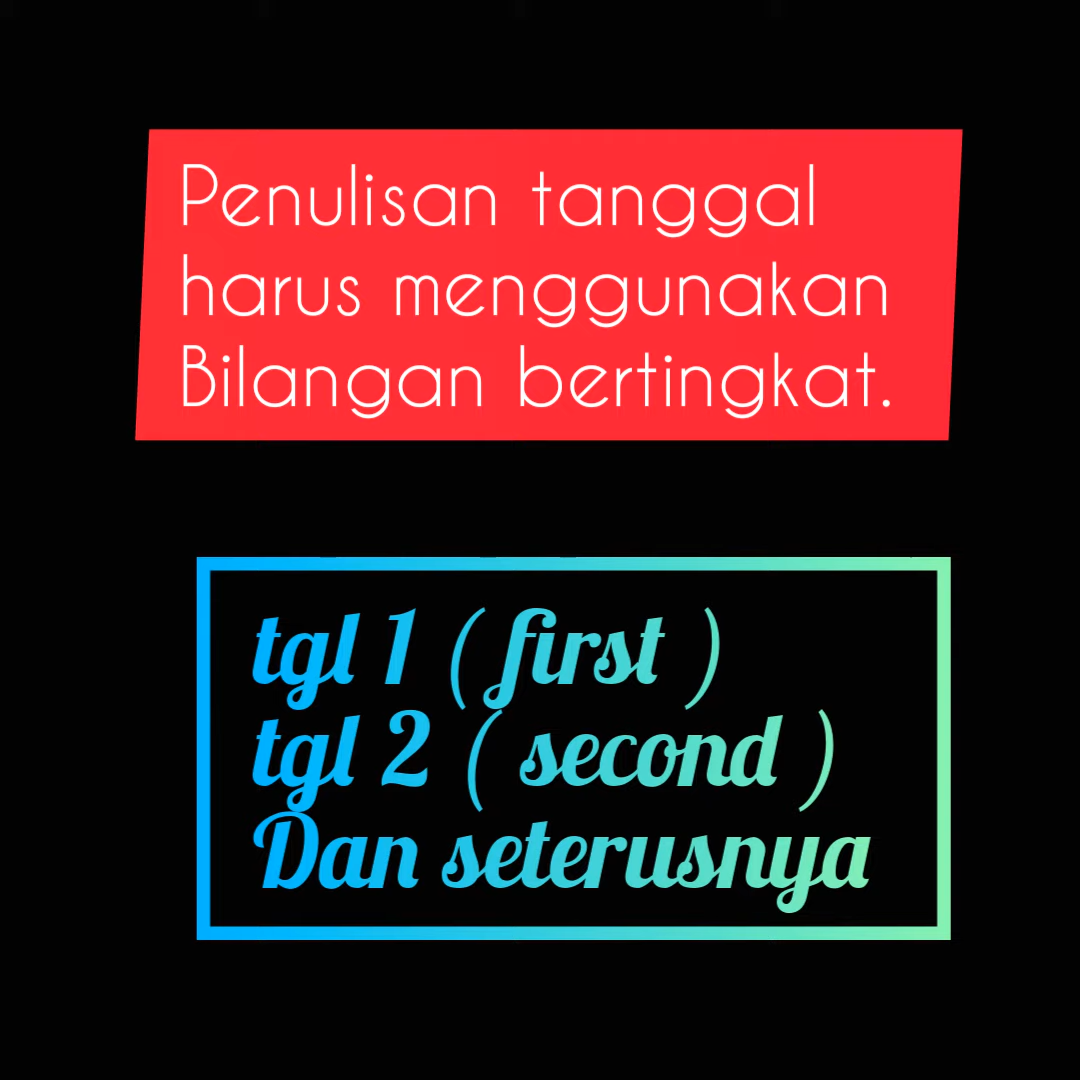 Penulisan tanggal
harus menggunakan
Bilangan bertingkat.
tgl 1 ( first )
tgl 2 ( second )
Dan seterusnya